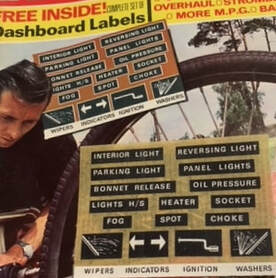 FREE INSIDE! COMPLETE SET OF
Dashboard Labels
OVERHAUL
MORE M.P.G.
INTERIOR LIGHT REVERSING LIGHT
PARKING LIGHT PANEL LIGHTS
BONNET RELEASE OIL PRESSURE
LIGHTS H/S HEATER SOCKET
FOG SPOT CHOKE
WIPERS INDICATORS IGNITION WASHERS
INTERIOR LIGHT REVERSING LIGHT
PARKING LIGHT PANEL LIGHTS
BONNET RELEASE OIL PRESSURE
LIGHTS H/S HEATER SOCKET
FOG SPOT CHOKE
WIPERS INDICATORS IGNITION WASHERS